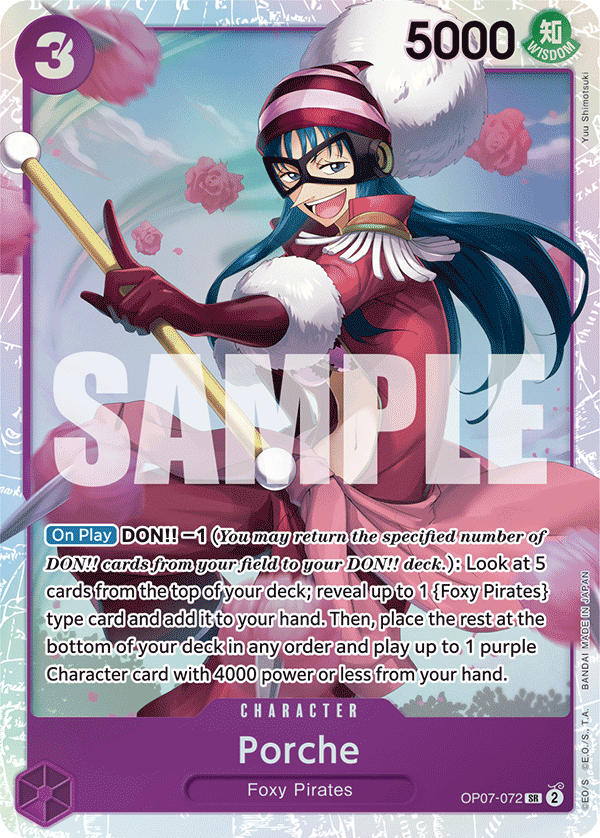 3
5000
知
WISDOM
Yuu Shimotsuki
SAMPLE
On Play DON!! −1 (You may return the specified number of
DON!! cards from your field to your DON!! deck.): Look at 5
cards from the top of your deck; reveal up to 1 {Foxy Pirates}
type card and add it to your hand. Then, place the rest at the
bottom of your deck in any order and play up to 1 purple
Character card with 4000 power or less from your hand.
CHARACTER
Porche
Foxy Pirates
OP07-072 SR 2
©E.O/S ©E.O./S., T.A. BANDAI MADE IN JAPAN